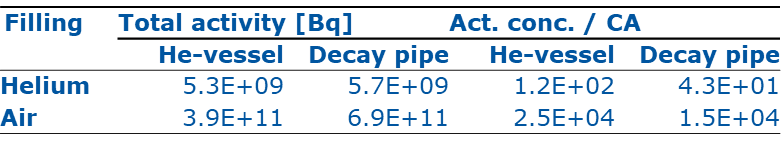 Filling Total activity [Bq] Act. conc. / CA
He-vessel Decay pipe He-vessel Decay pipe
Helium 5.3E+09 5.7E+09 1.2E+02 4.3E+01
Air 3.9E+11 6.9E+11 2.5E+04 1.5E+04